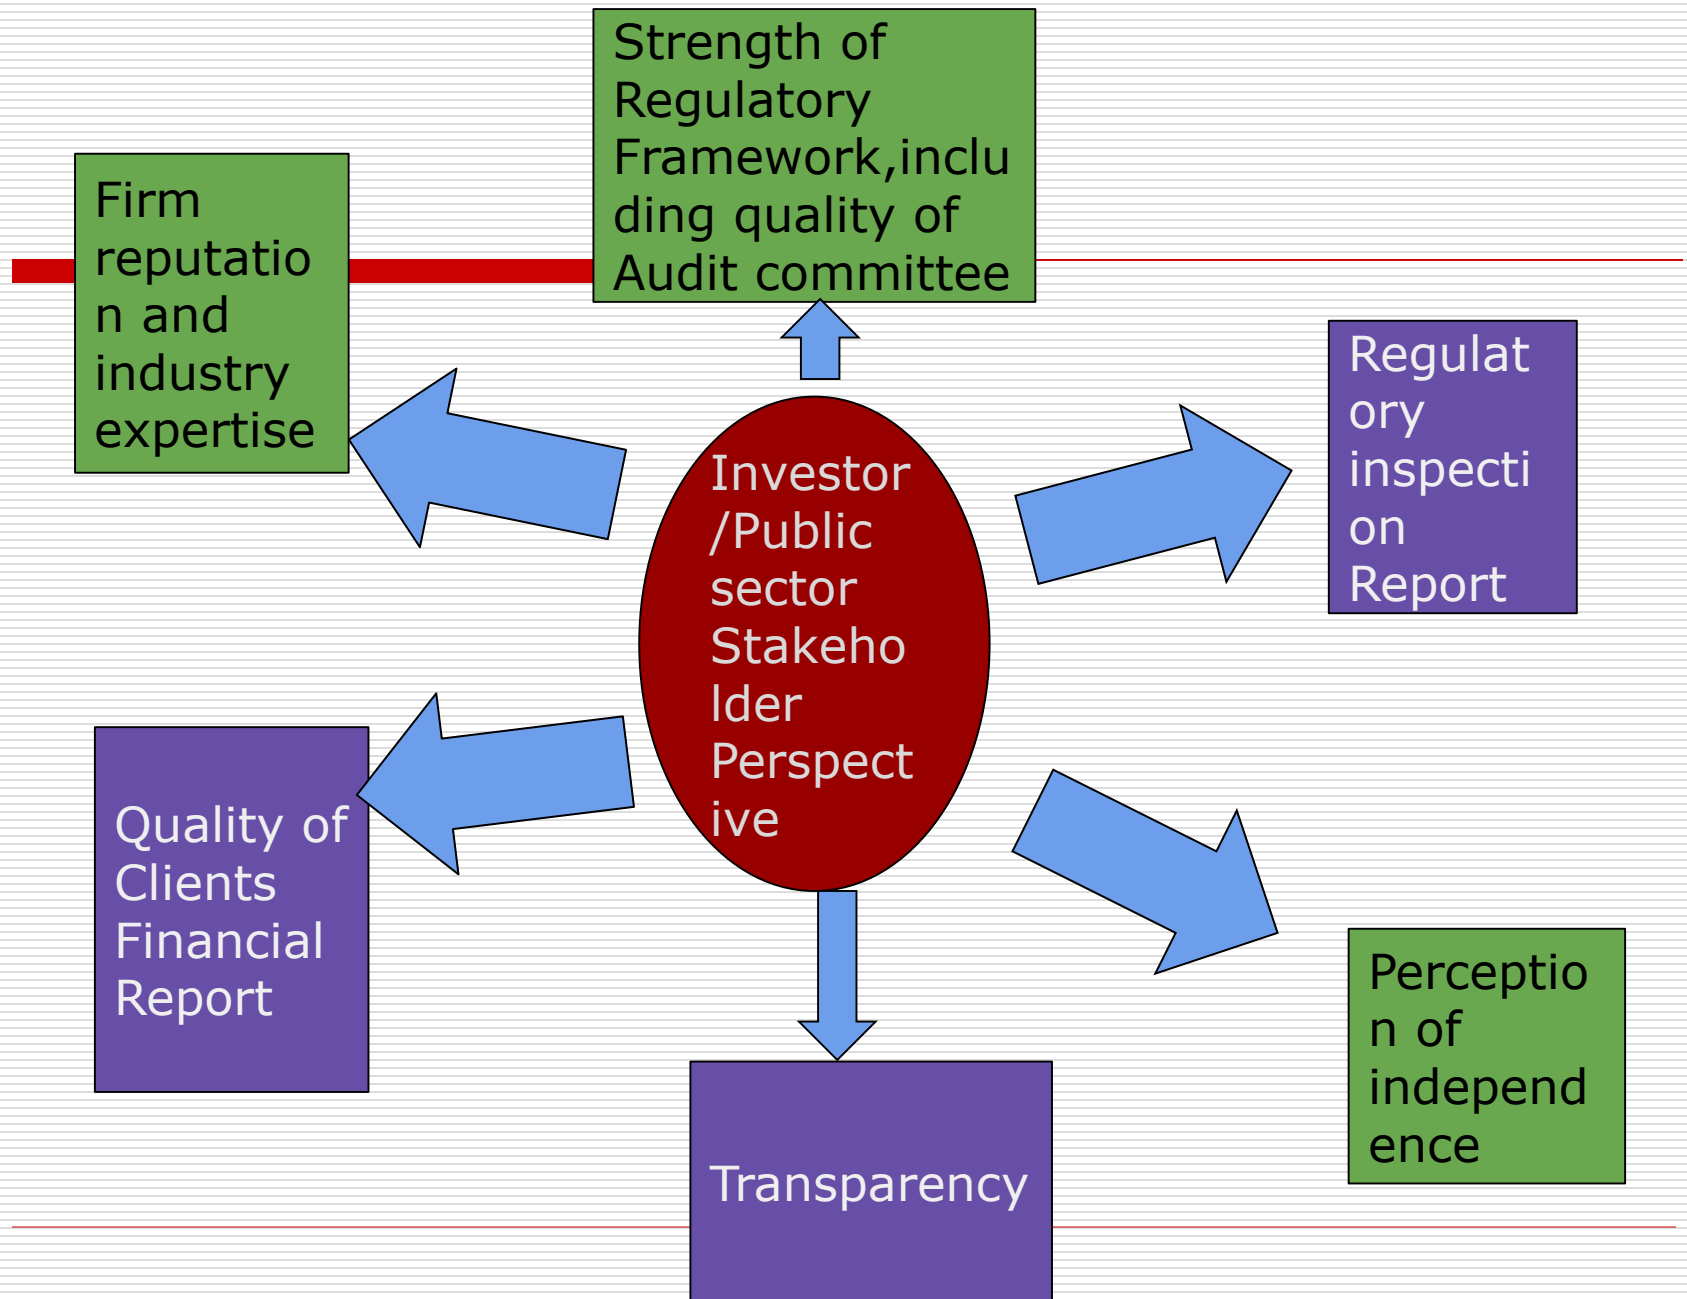 Strength of
Regulatory
Framework,inclu
ding quality of
Audit committee
Firm
reputatio
n and
industry
expertise
Regulat
ory
inspecti
on
Report
Investor
/Public
sector
Stakeho
lder
Perspect
ive
Quality of
Clients
Financial
Report
Perceptio
n of
independ
ence
Transparency